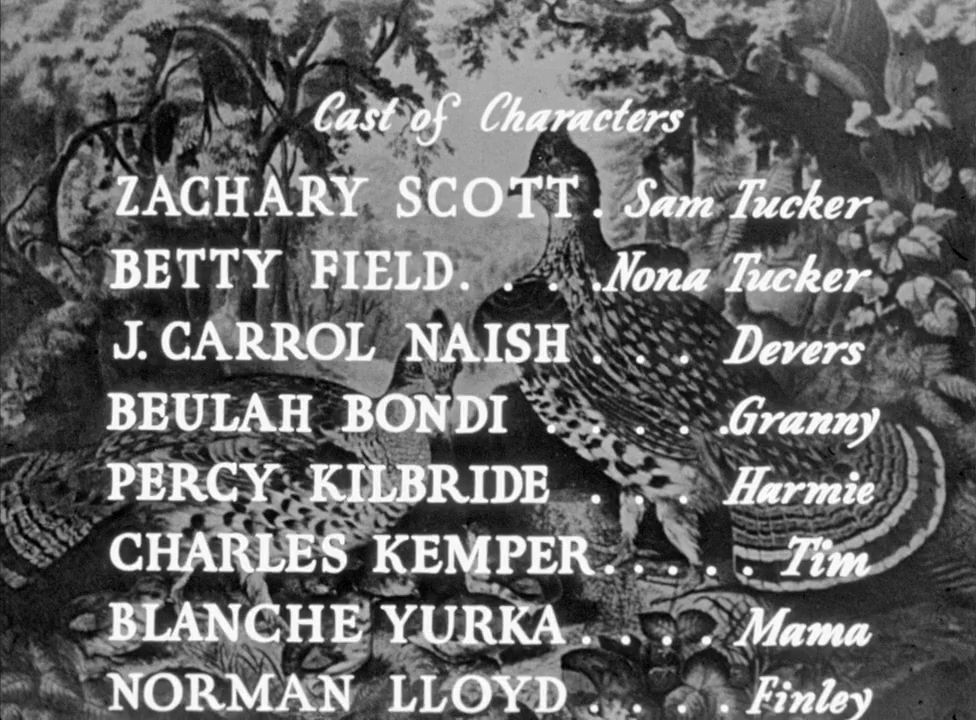 Cast of Characters
ZACHARY SCOTT . Sam Tucker
BETTY FIELD. . . .Nona Tucker
J. CARROL NAISH . . . Devers
BEULAH BONDI . . . . .Granny
PERCY KILBRIDE . . . Harmie
CHARLES KEMPER. . . . . Tim
BLANCHE YURKA . . . . Mama
NORMAN LLOYD . . . . Finley